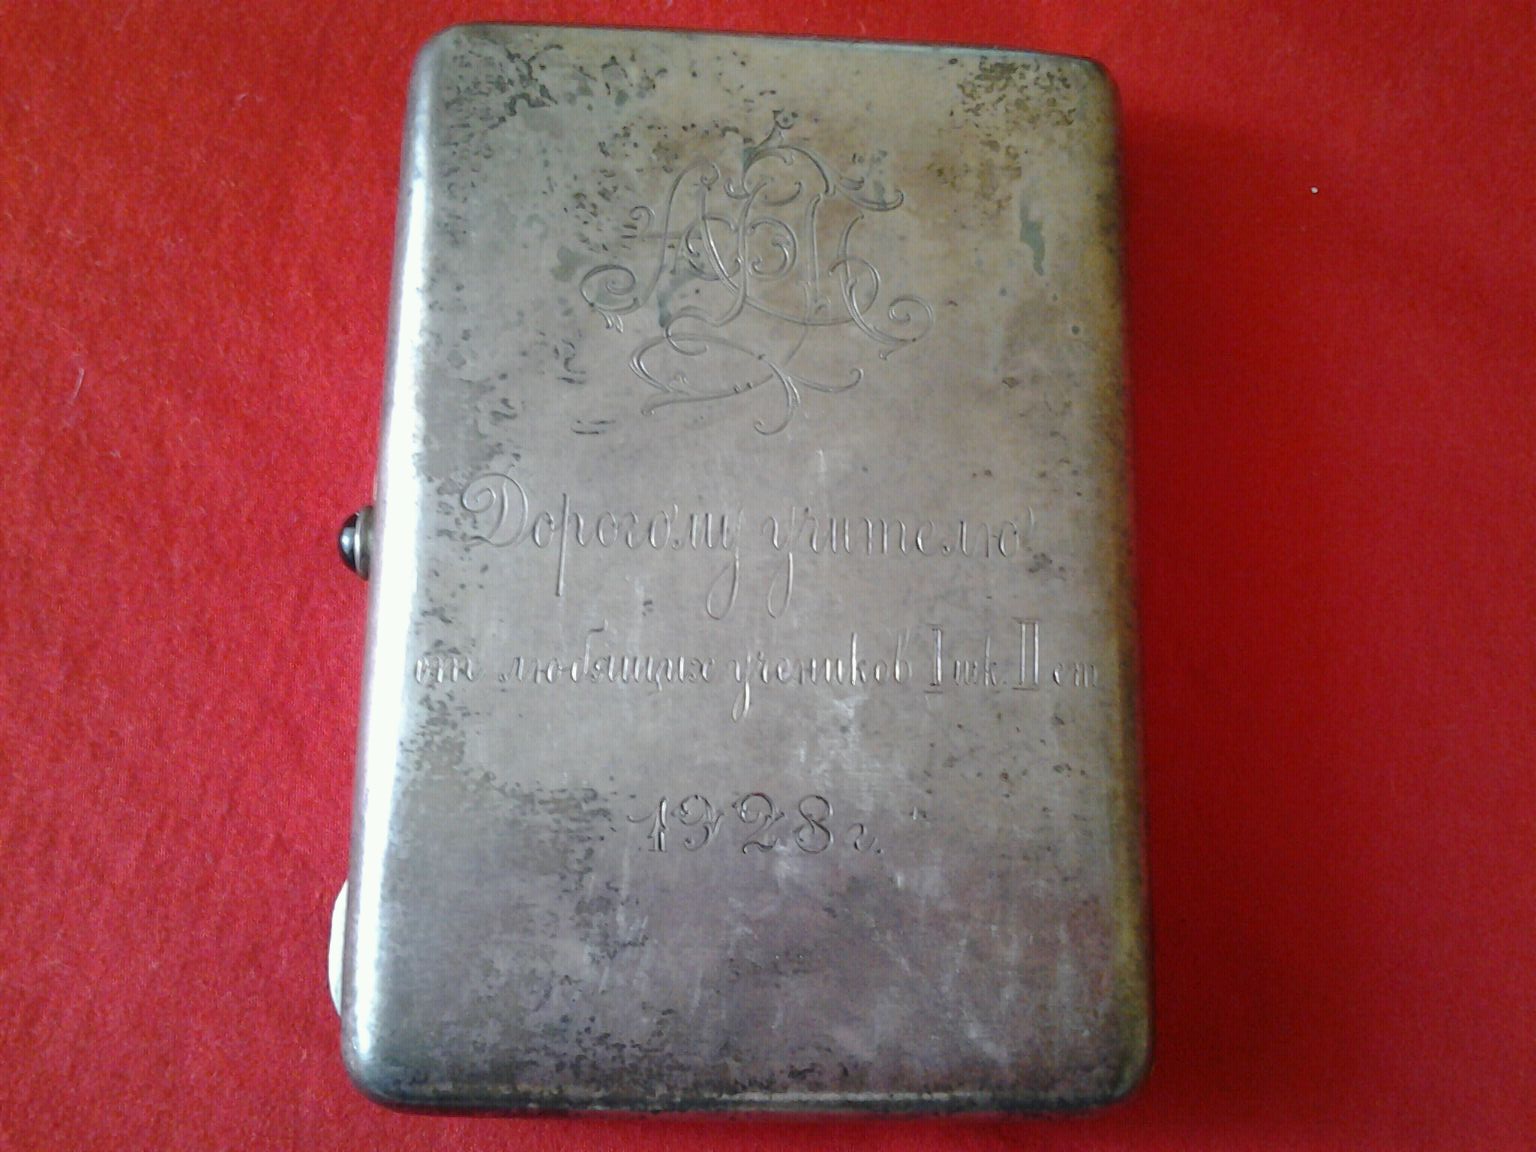 Дорогому учителю
от любящих учеников I шк. II ст
1928 г.